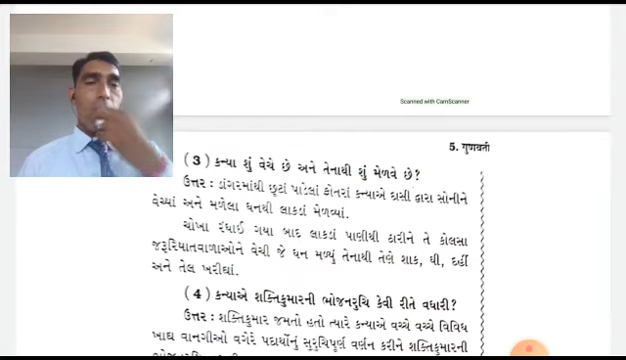 Scanned with CamScanner
5. ગુણવતી
(3) કન્યા શું વેચે છે અને તેનાથી શું મેળવે છે?
ઉત્તર : ડાંગરમાંથી છૂટાં પાડેલાં ફોતરાં કન્યાએ દાસી દ્વારા સોનીને
વેચ્યાં અને મળેલા ધનથી લાકડાં મેળવ્યાં.
ચોખા રંધાઈ ગયા બાદ લાકડાં પાણીથી ઠારીને તે કોલસા
જરૂરિયાતવાળાઓને વેચી જે ધન મળ્યું તેનાથી તેણે શાક, ઘી, દહીં
અને તેલ ખરીદ્યાં.
(4) કન્યાએ શક્તિકુમારની ભોજનરુચિ કેવી રીતે વધારી?
ઉત્તર : શક્તિકુમાર જમતો હતો ત્યારે કન્યાએ વચ્ચે વચ્ચે વિવિધ
ખાદ્ય વાનગીઓ વગેરે પદાર્થોનું સુરુચિપૂર્ણ વર્ણન કરીને શક્તિકુમારની